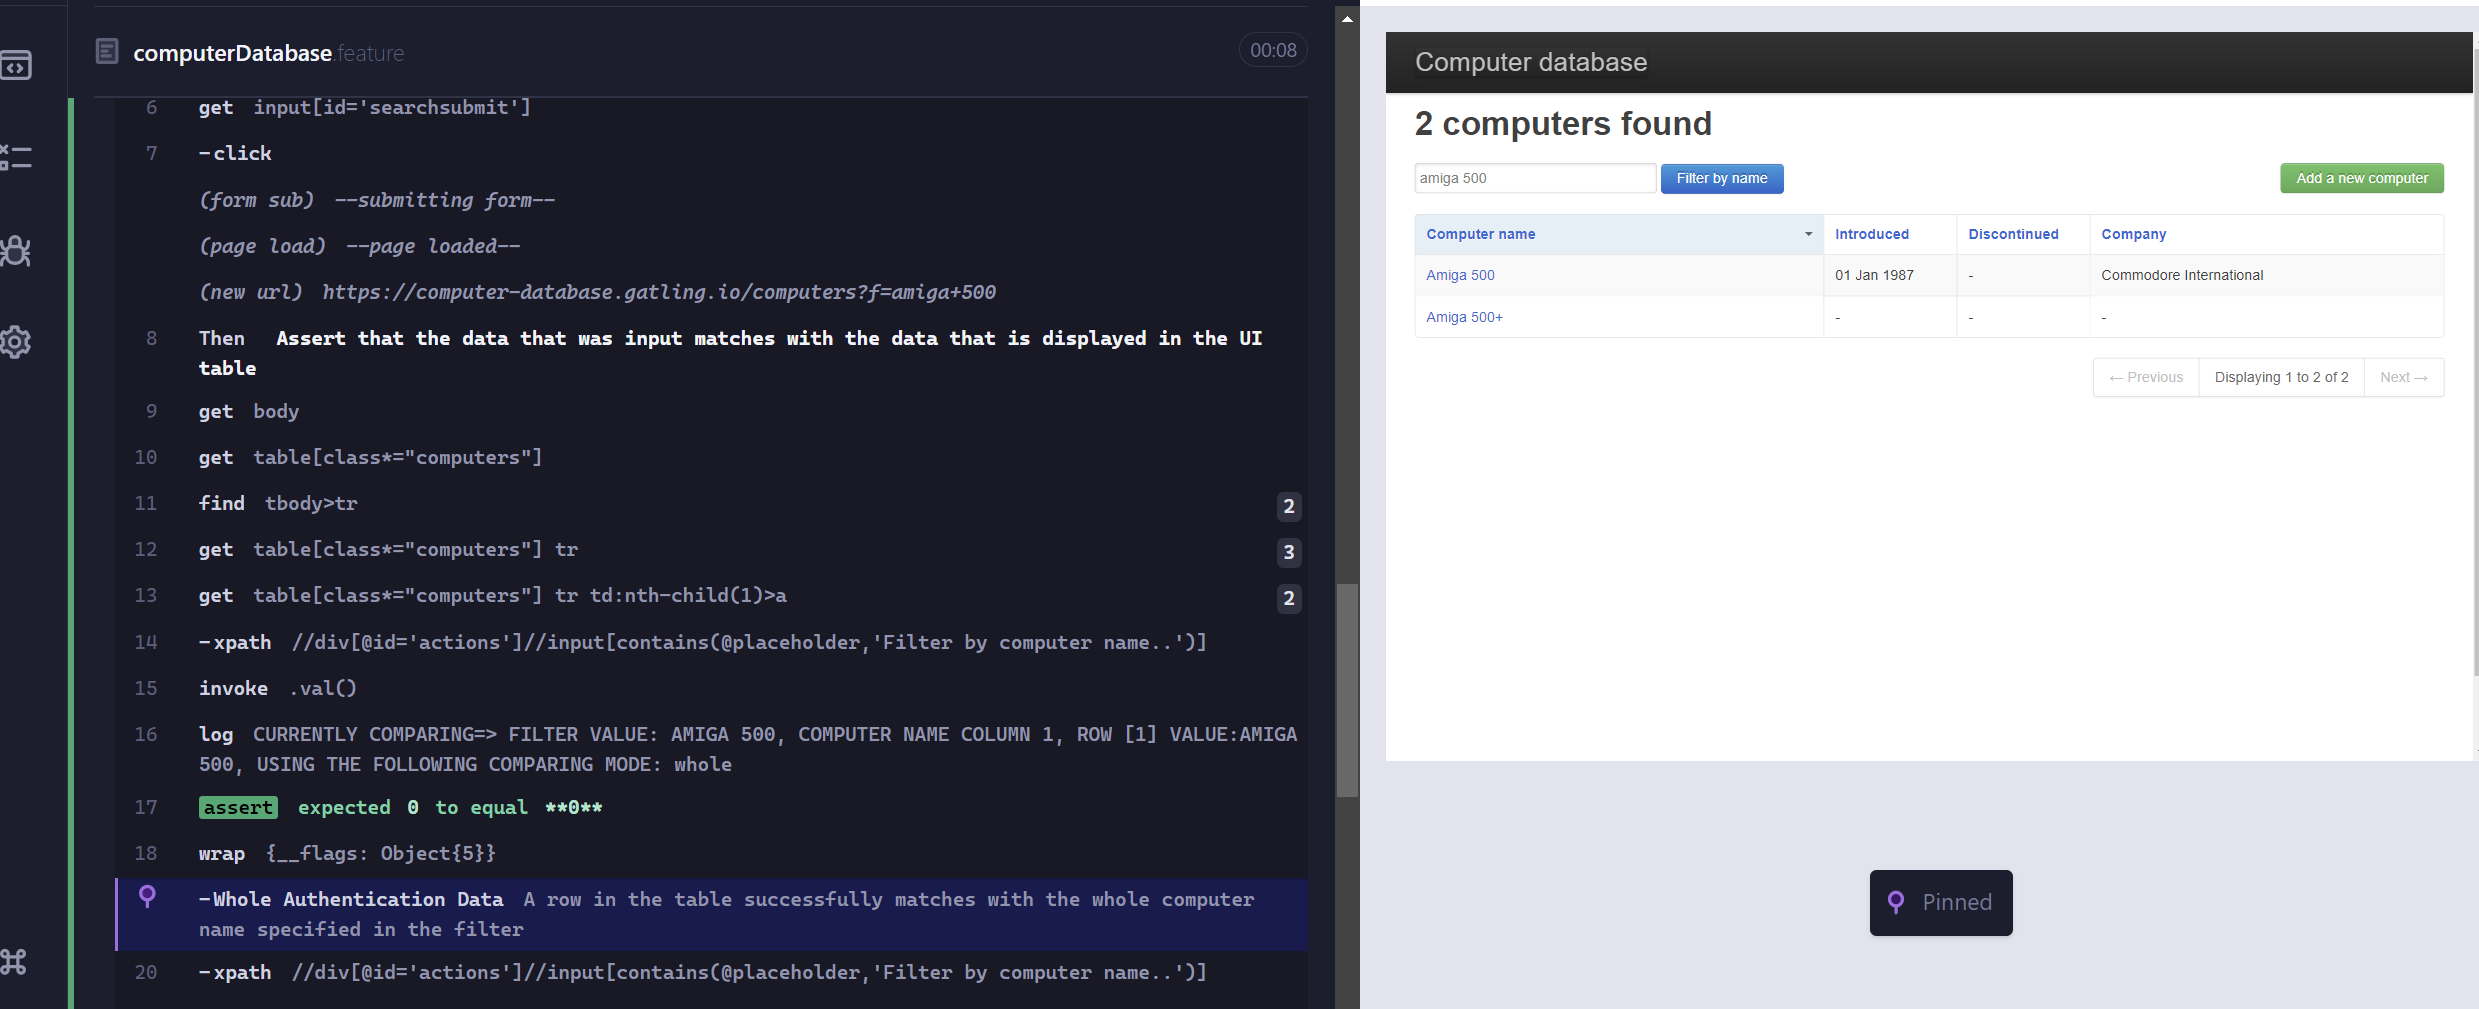 computerDatabase.feature
00:08
6 get input[id='searchsubmit']
7 -click
(form sub) --submitting form--
(page load) --page loaded--
(new url) https://computer-database.gatling.io/computers?f=amiga+500
8 Then Assert that the data that was input matches with the data that is displayed in the UI
table
9 get body
10 get table[class*="computers"]
11 find tbody>tr 2
12 get table[class*="computers"] tr 3
13 get table[class*="computers"] tr td:nth-child(1)>a 2
14 -xpath //div[@id='actions']//input[contains(@placeholder,'Filter by computer name..')]
15 invoke .val()
16 log CURRENTLY COMPARING=> FILTER VALUE: AMIGA 500, COMPUTER NAME COLUMN 1, ROW [1] VALUE:AMIGA
500, USING THE FOLLOWING COMPARING MODE: whole
17 assert expected 0 to equal **0**
18 wrap {__flags: Object{5}}
-Whole Authentication Data A row in the table successfully matches with the whole computer
name specified in the filter
20 -xpath //div[@id='actions']//input[contains(@placeholder,'Filter by computer name..')]
Computer database
2 computers found
amiga 500 Filter by name Add a new computer
Computer name Introduced Discontinued Company
Amiga 500 01 Jan 1987 - Commodore International
Amiga 500+ - - -
← Previous Displaying 1 to 2 of 2 Next →
Pinned